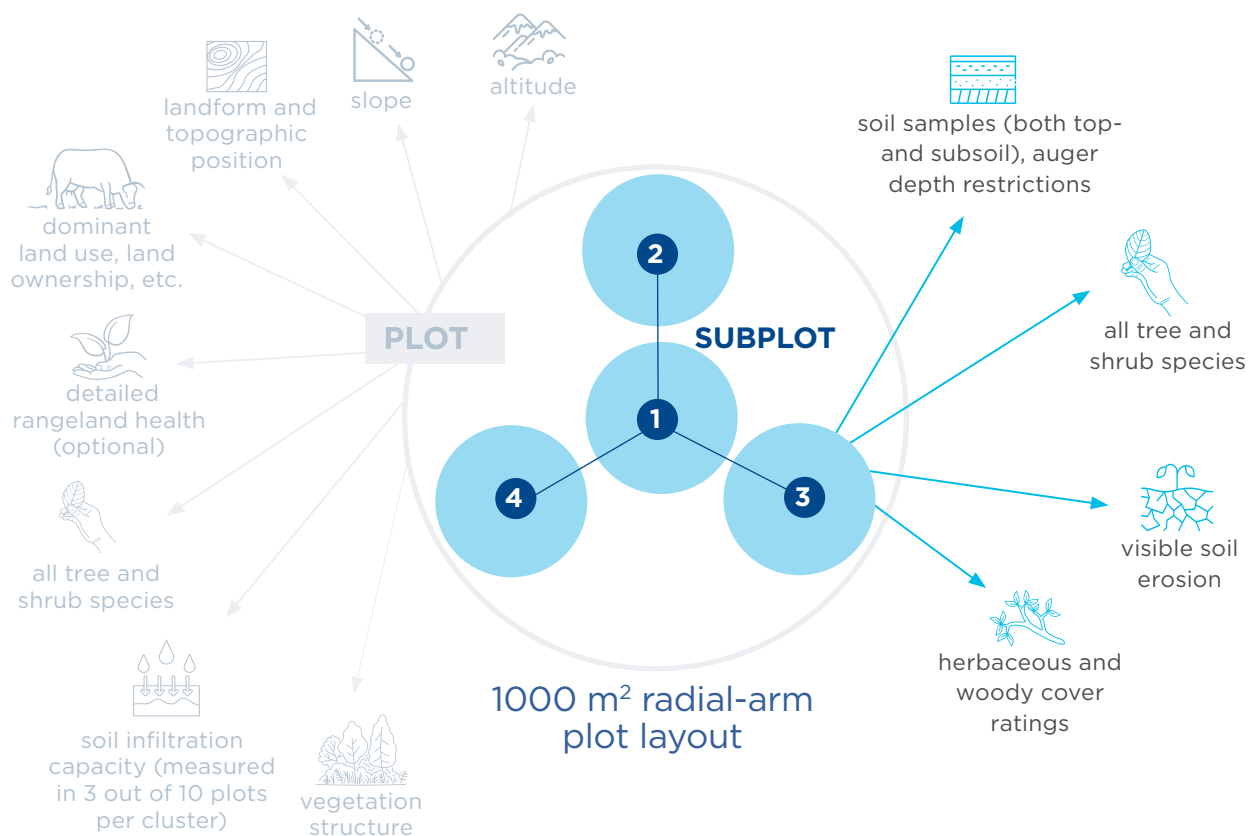 altitude
slope
landform and
topographic
position
dominant
land use, land
ownership, etc.
detailed
rangeland health
(optional)
all tree and
shrub species
soil infiltration
capacity (measured
in 3 out of 10 plots
per cluster)
vegetation
structure
PLOT
SUBPLOT
2
1
4
3
1000 m² radial-arm
plot layout
soil samples (both top-
and subsoil), auger
depth restrictions
all tree and
shrub species
visible soil
erosion
herbaceous and
woody cover
ratings